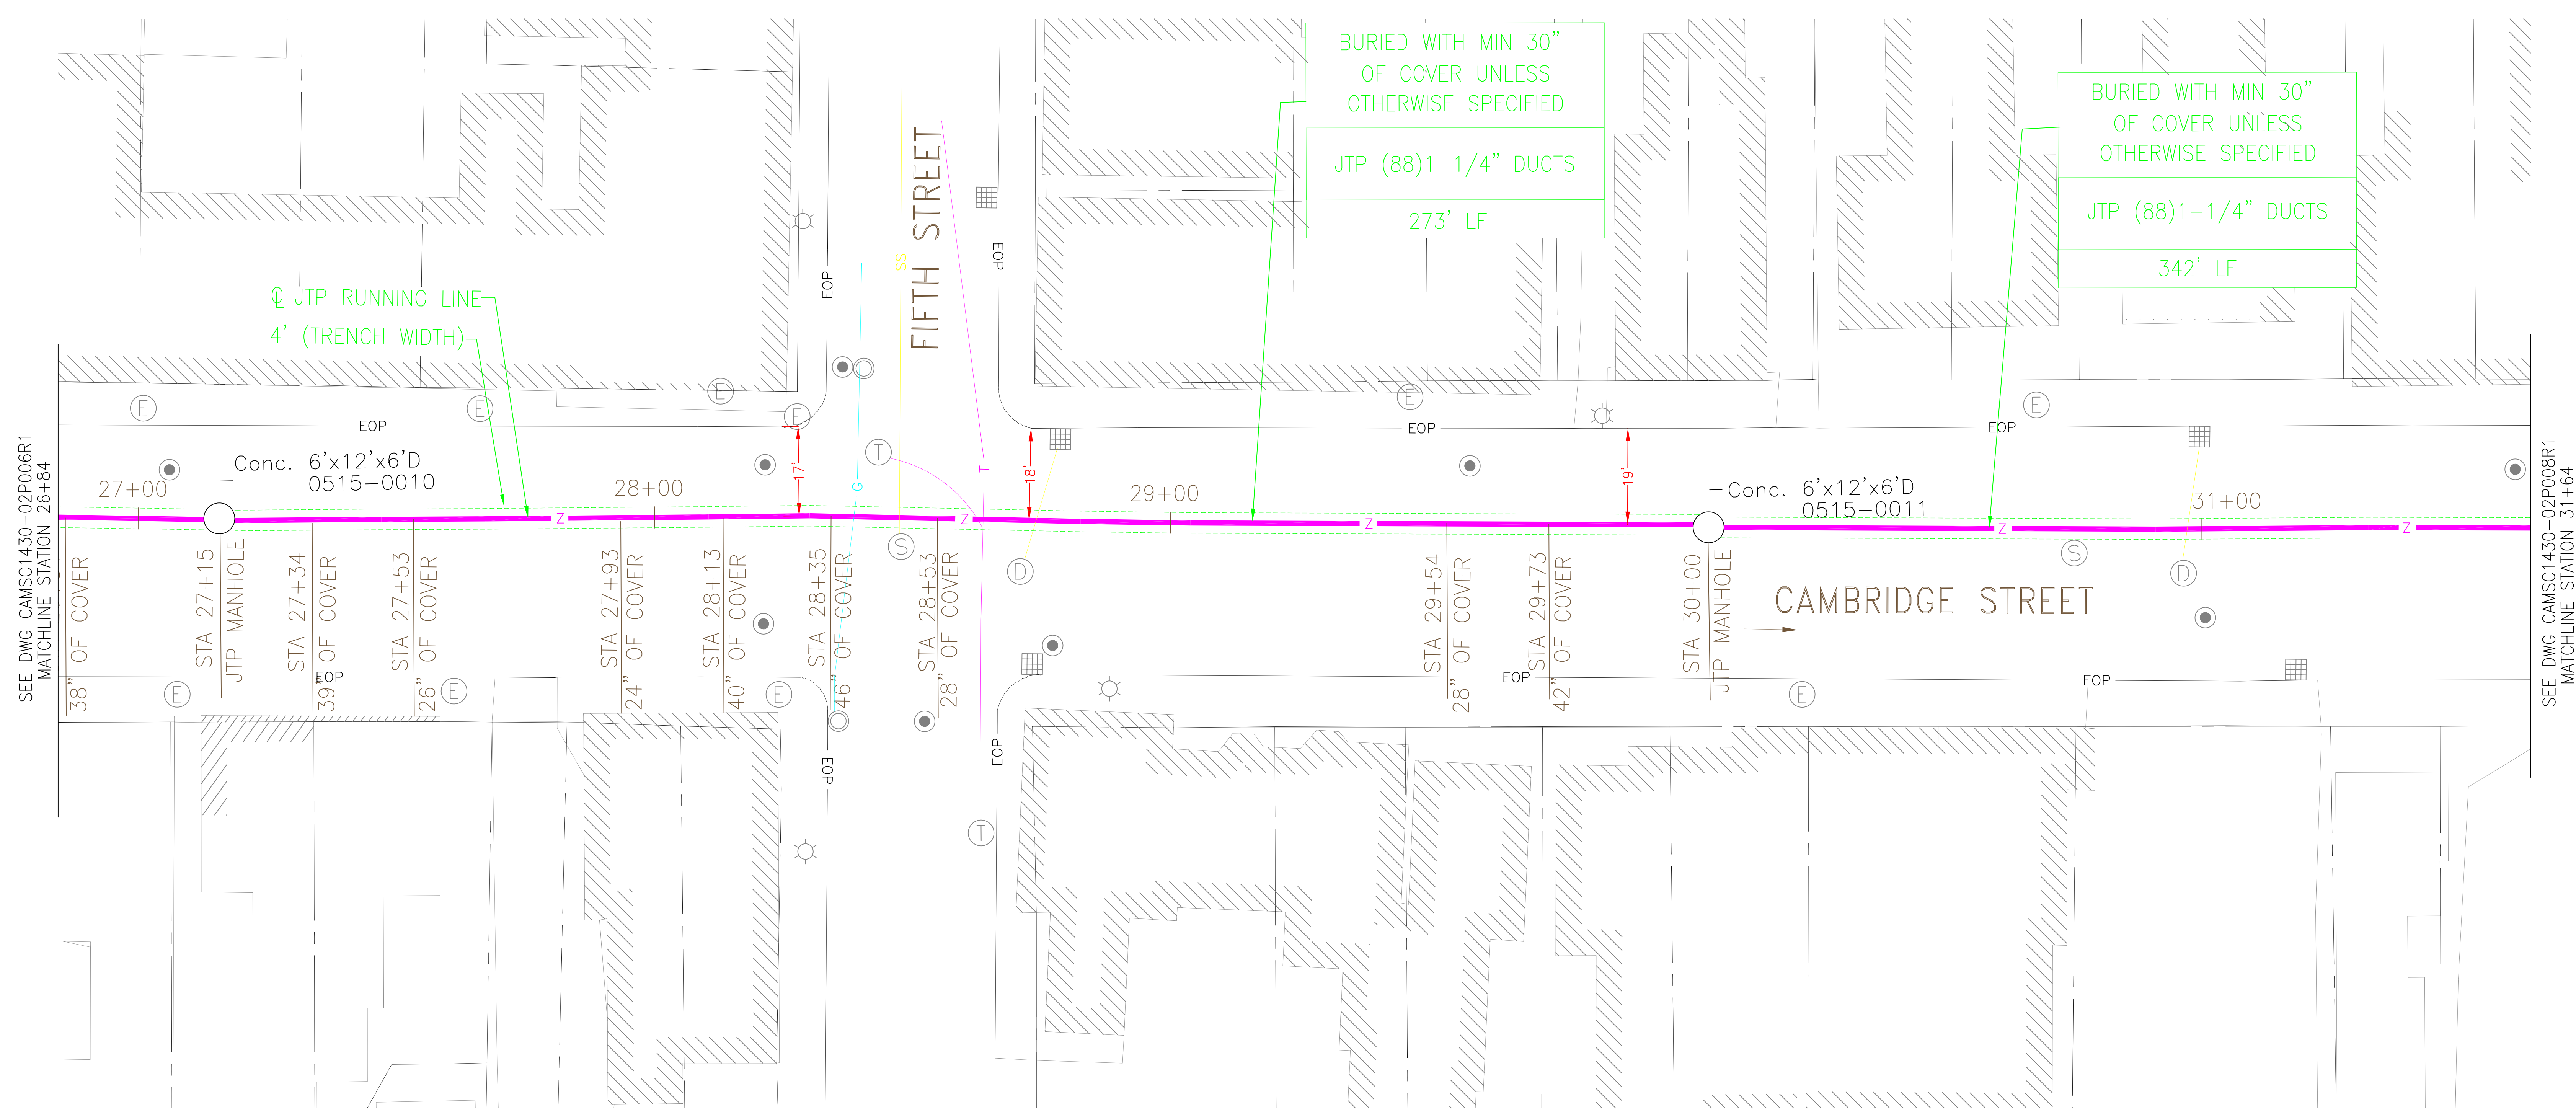 BURIED WITH MIN 30"
OF COVER UNLESS
OTHERWISE SPECIFIED
JTP (88)1-1/4" DUCTS
273' LF
BURIED WITH MIN 30"
OF COVER UNLESS
OTHERWISE SPECIFIED
JTP (88)1-1/4" DUCTS
342' LF
FIFTH STREET
SS
EOP
EOP
℄ JTP RUNNING LINE
4' (TRENCH WIDTH)
E
E
E
E
E
E
EOP
EOP
EOP
SEE DWG CAMSC1430-02P006R1
MATCHLINE STATION 26+84
Conc. 6'x12'x6'D
0515-0010
27+00
28+00
29+00
31+00
17'
18'
19'
T
T
G
Conc. 6'x12'x6'D
0515-0011
SEE DWG CAMSC1430-02P008R1
MATCHLINE STATION 31+64
Z
Z
Z
Z
Z
S
D
S
D
38" OF COVER
STA 27+15
JTP MANHOLE
STA 27+34
39" OF COVER
STA 27+53
26" OF COVER
STA 27+93
24" OF COVER
STA 28+13
40" OF COVER
STA 28+35
46" OF COVER
STA 28+53
28" OF COVER
STA 29+54
28" OF COVER
STA 29+73
42" OF COVER
STA 30+00
JTP MANHOLE
CAMBRIDGE STREET
EOP
EOP
EOP
E
E
E
E
EOP
EOP
T